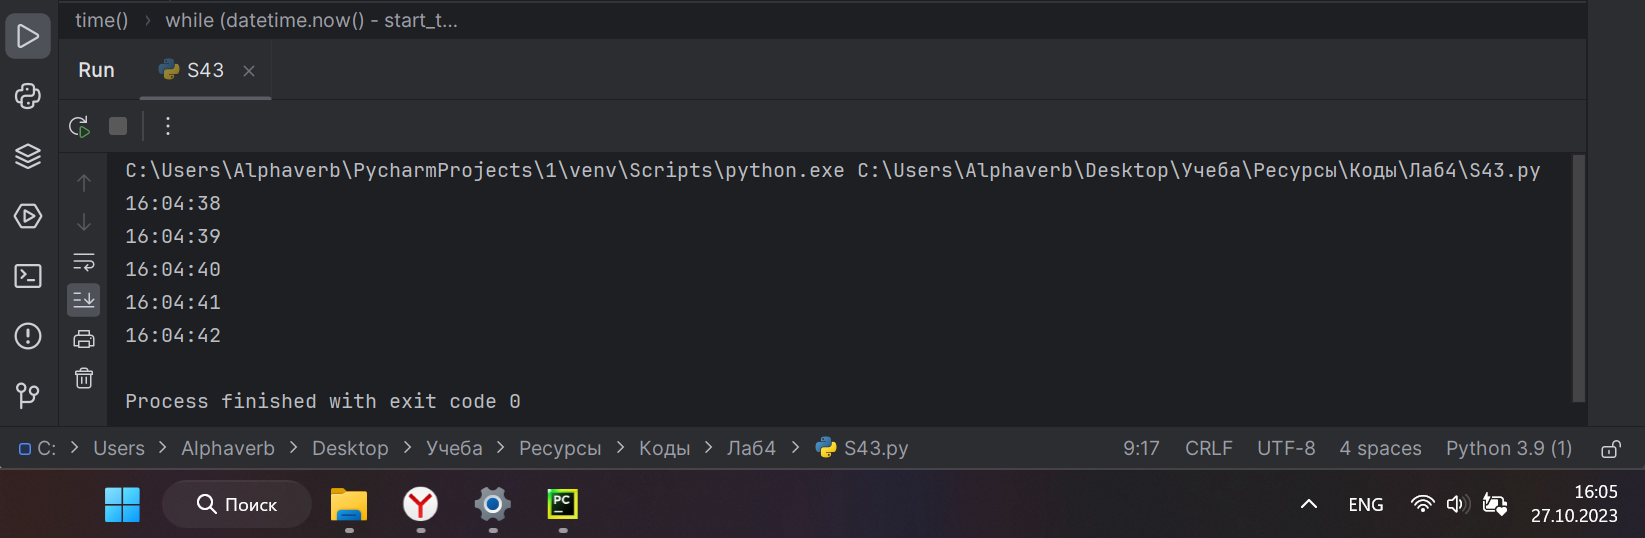 time() › while (datetime.now() - start_t...
Run S43
C:\Users\Alphaverb\PycharmProjects\1\venv\Scripts\python.exe C:\Users\Alphaverb\Desktop\Учеба\Ресурсы\Коды\Лаб4\S43.py
16:04:38
16:04:39
16:04:40
16:04:41
16:04:42
Process finished with exit code 0
C: > Users > Alphaverb > Desktop > Учеба > Ресурсы > Коды > Лаб4 > S43.py 9:17 CRLF UTF-8 4 spaces Python 3.9 (1)
Поиск PC ENG 16:05
27.10.2023